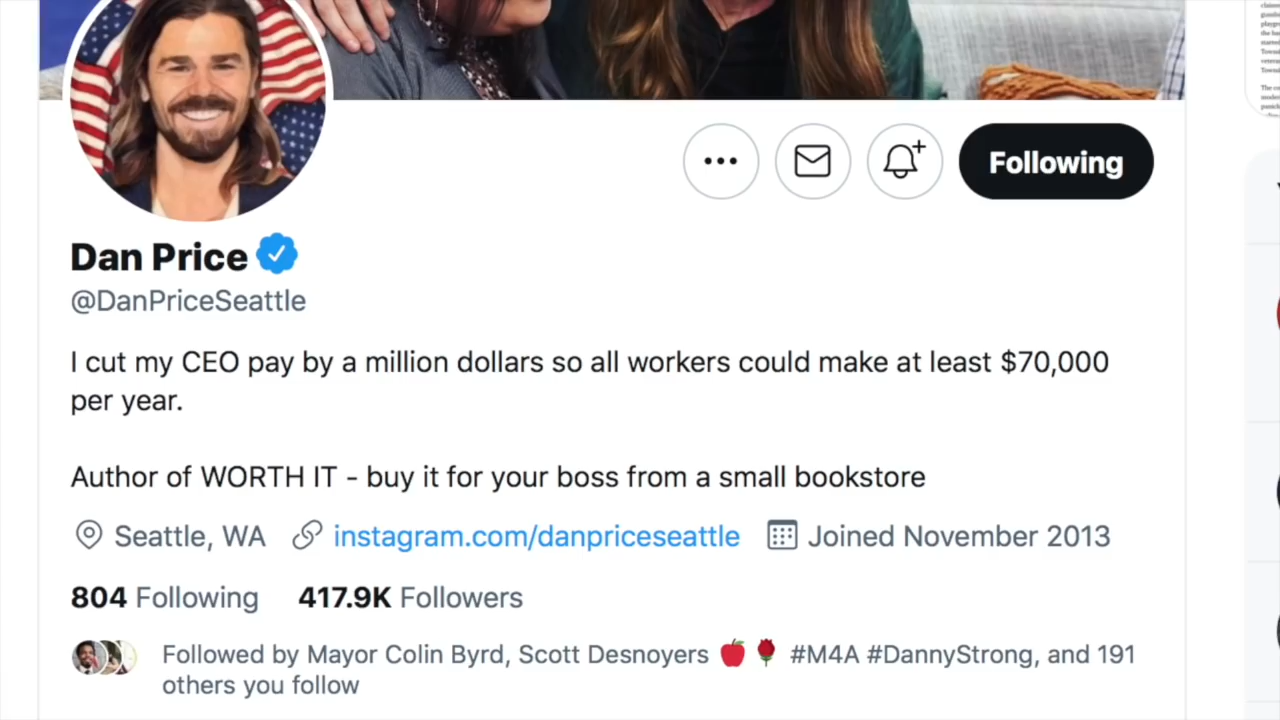 Following
Dan Price
@DanPriceSeattle
I cut my CEO pay by a million dollars so all workers could make at least $70,000
per year.
Author of WORTH IT - buy it for your boss from a small bookstore
Seattle, WA instagram.com/danpriceseattle Joined November 2013
804 Following 417.9K Followers
Followed by Mayor Colin Byrd, Scott Desnoyers 🍎🌹 #M4A #DannyStrong, and 191
others you follow